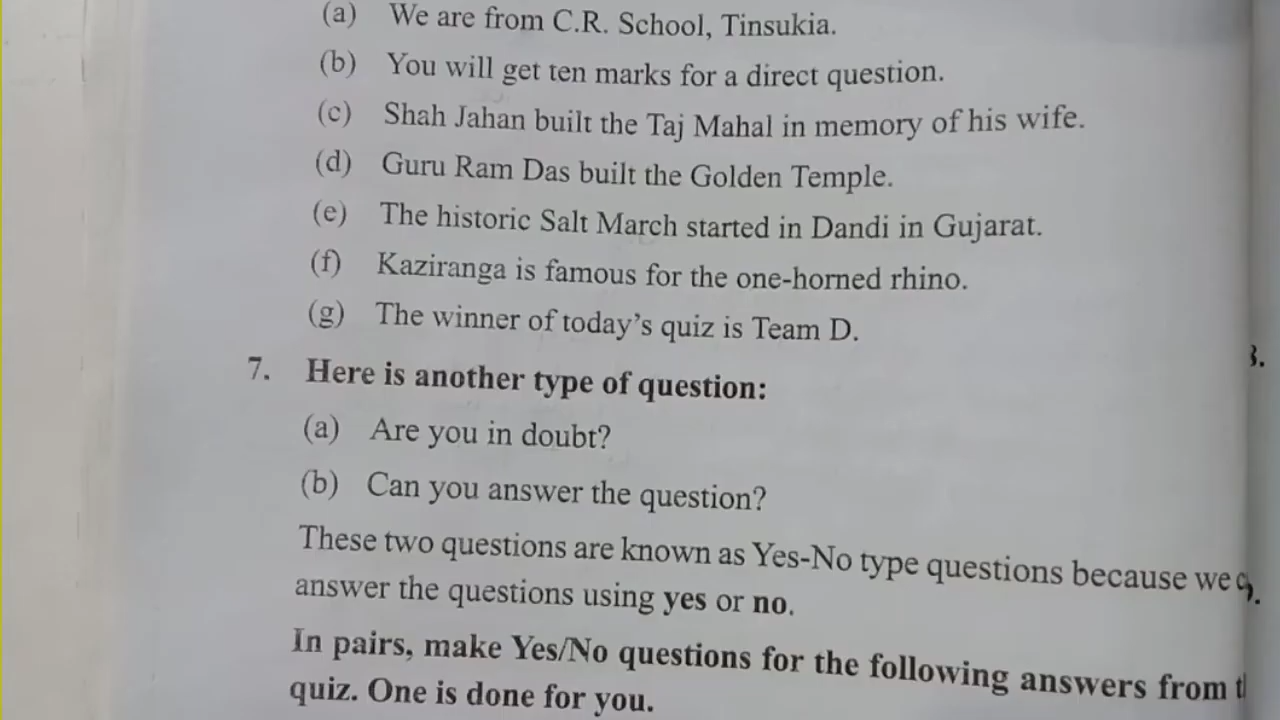 (a) We are from C.R. School, Tinsukia.
(b) You will get ten marks for a direct question.
(c) Shah Jahan built the Taj Mahal in memory of his wife.
(d) Guru Ram Das built the Golden Temple.
(e) The historic Salt March started in Dandi in Gujarat.
(f) Kaziranga is famous for the one-horned rhino.
(g) The winner of today's quiz is Team D.
7. Here is another type of question:
(a) Are you in doubt?
(b) Can you answer the question?
These two questions are known as Yes-No type questions because we
answer the questions using yes or no.
In pairs, make Yes/No questions for the following answers from
quiz. One is done for you.